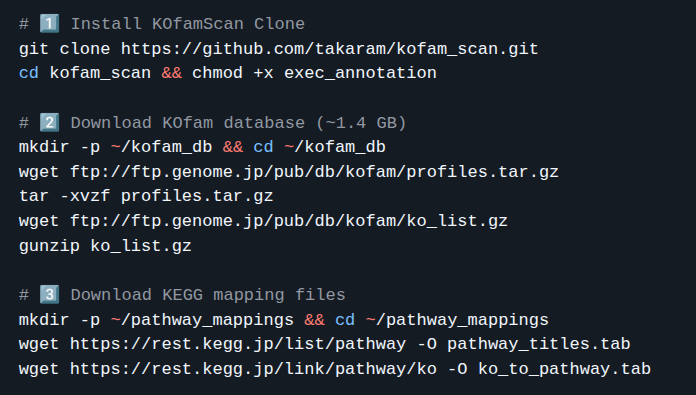 # 1️⃣ Install KOfamScan Clone
git clone https://github.com/takaram/kofam_scan.git
cd kofam_scan && chmod +x exec_annotation
# 2️⃣ Download KOfam database (~1.4 GB)
mkdir -p ~/kofam_db && cd ~/kofam_db
wget ftp://ftp.genome.jp/pub/db/kofam/profiles.tar.gz
tar -xvzf profiles.tar.gz
wget ftp://ftp.genome.jp/pub/db/kofam/ko_list.gz
gunzip ko_list.gz
# 3️⃣ Download KEGG mapping files
mkdir -p ~/pathway_mappings && cd ~/pathway_mappings
wget https://rest.kegg.jp/list/pathway -O pathway_titles.tab
wget https://rest.kegg.jp/link/pathway/ko -O ko_to_pathway.tab